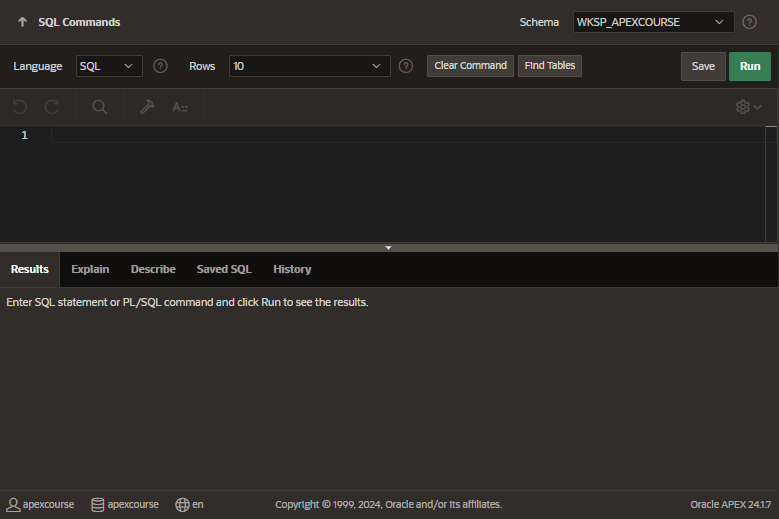 SQL Commands Schema WKSP_APEXCOURSE
Language SQL Rows 10 Clear Command Find Tables Save Run
A::
1
Results Explain Describe Saved SQL History
Enter SQL statement or PL/SQL command and click Run to see the results.
apexcourse apexcourse en Copyright © 1999, 2024, Oracle and/or its affiliates. Oracle APEX 24.1.7